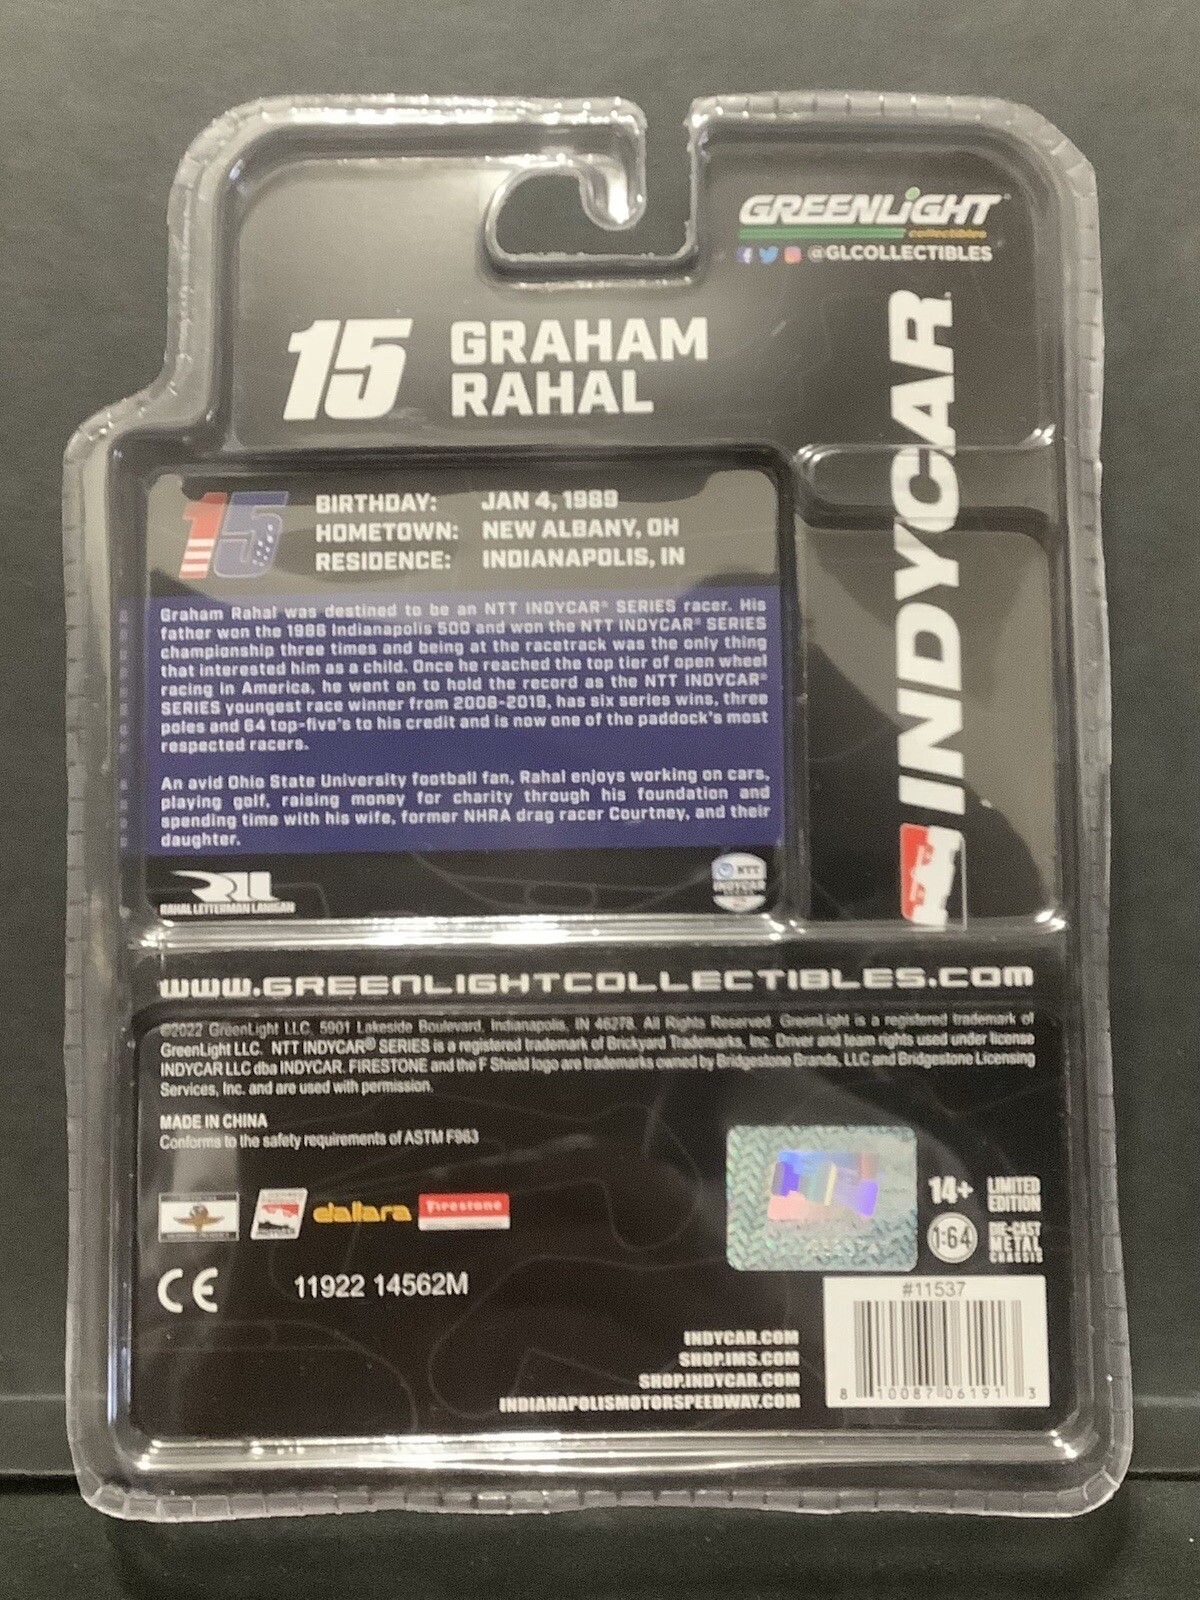 GREENLIGHT
collectibles
@GLCOLLECTIBLES
15 GRAHAM
RAHAL
INDYCAR
15
BIRTHDAY: JAN 4, 1989
HOMETOWN: NEW ALBANY, OH
RESIDENCE: INDIANAPOLIS, IN
Graham Rahal was destined to be an NTT INDYCAR® SERIES racer. His
father won the 1986 Indianapolis 500 and won the NTT INDYCAR® SERIES
championship three times and being at the racetrack was the only thing
that interested him as a child. Once he reached the top tier of open wheel
racing in America, he went on to hold the record as the NTT INDYCAR®
SERIES youngest race winner from 2008-2019, has six series wins, three
poles and 64 top-five's to his credit and is now one of the paddock's most
respected racers.
An avid Ohio State University football fan, Rahal enjoys working on cars,
playing golf, raising money for charity through his foundation and
spending time with his wife, former NHRA drag racer Courtney, and their
daughter.
RLL
RAHAL LETTERMAN LANIGAN
NTT
INDYCAR
www.GREENLIGHTCOLLECTIBLES.COM
©2022 GreenLight LLC, 5901 Lakeside Boulevard, Indianapolis, IN 46278. All Rights Reserved. GreenLight is a registered trademark of
GreenLight LLC. NTT INDYCAR® SERIES is a registered trademark of Brickyard Trademarks, Inc. Driver and team rights used under license
INDYCAR LLC dba INDYCAR. FIRESTONE and the F Shield logo are trademarks owned by Bridgestone Brands, LLC and Bridgestone Licensing
Services, Inc. and are used with permission.
MADE IN CHINA
Conforms to the safety requirements of ASTM F963
dallara Firestone
14+ LIMITED
EDITION
1:64 DIE-CAST
METAL
CHASSIS
CE 11922 14562M
#11537
8 10087 06191 3
INDYCAR.COM
SHOP.IMS.COM
SHOP.INDYCAR.COM
INDIANAPOLISMOTORSPEEDWAY.COM